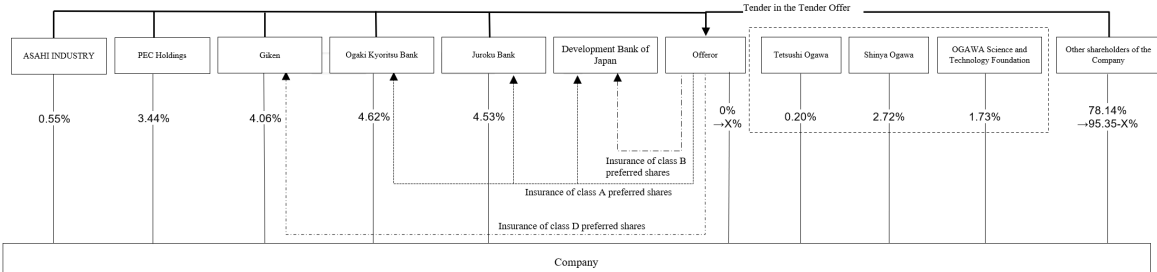 Tender in the Tender Offer
ASAHI INDUSTRY
PEC Holdings
Giken
Ogaki Kyoritsu Bank
Juroku Bank
Development Bank of
Japan
Offeror
Tetsushi Ogawa
Shinya Ogawa
OGAWA Science and
Technology Foundation
Other shareholders of the
Company
0.55%
3.44%
4.06%
4.62%
4.53%
0%
→X%
0.20%
2.72%
1.73%
78.14%
→95.35-X%
Insurance of class B
preferred shares
Insurance of class A preferred shares
Insurance of class D preferred shares
Company